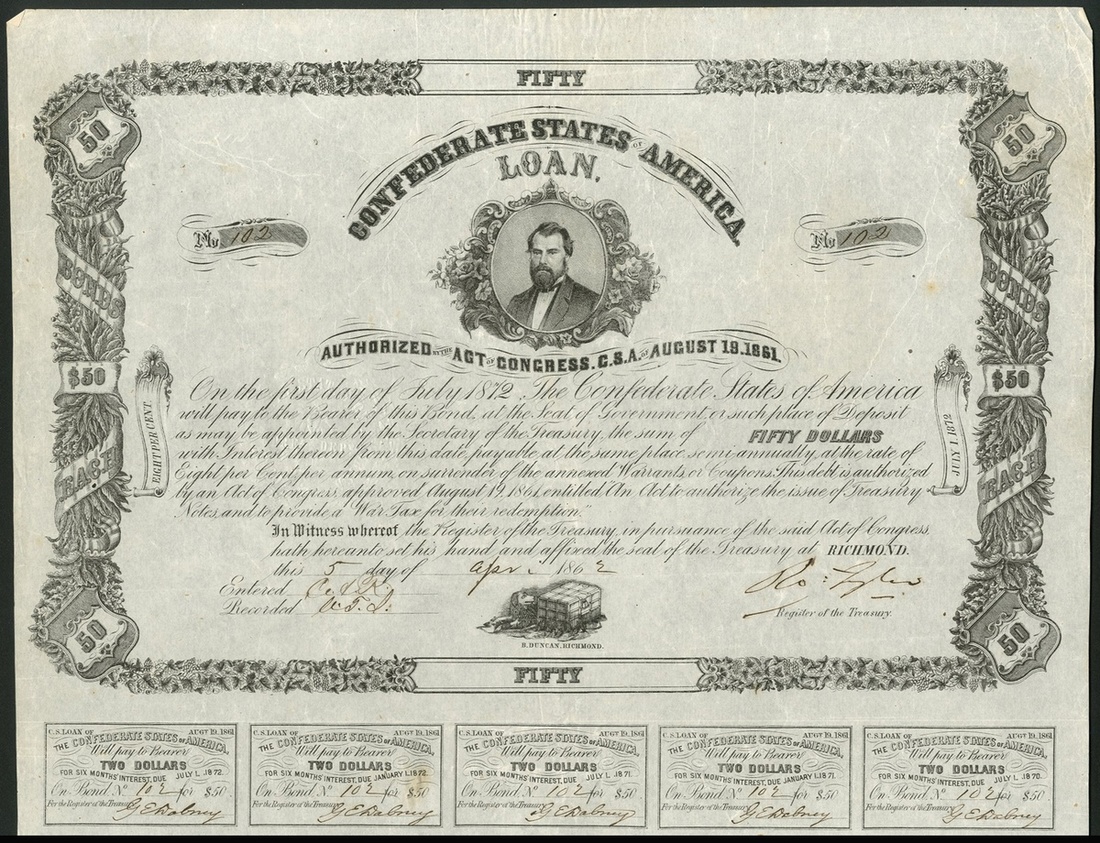 FIFTY
50
50
CONFEDERATE STATES OF AMERICA
LOAN.
No 102
No 102
BONDS
BONDS
AUTHORIZED BY THE ACT OF CONGRESS. C.S.A. OF AUGUST 19.1861.
$50
$50
EIGHT PER CENT.
JULY 1. 1872
On the first day of July 1872, The Confederate States of America
will pay to the Bearer of this Bond, at the Seat of Government, or such place of Deposit
as may be appointed by the Secretary of the Treasury, the sum of FIFTY DOLLARS
with Interest thereon from this date, payable at the same place semi-annually, at the rate of
Eight per Cent per annum, on surrender of the annexed Warrants or Coupons. This debt is authorized
by an Act of Congress approved August 19. 1861, entitled "An Act to authorize the issue of Treasury
Notes, and to provide a War Tax for their redemption."
In Witness whereof the Register of the Treasury, in pursuance of the said Act of Congress,
hath hereunto set his hand and affixed the seal of the Treasury at RICHMOND.
this 5 day of Apr 1862
Entered
Recorded
Ro: Tyler
Register of the Treasury.
B. DUNCAN, RICHMOND.
50
50
FIFTY
C.S. LOAN OF AUGT 19, 1861
THE CONFEDERATE STATES OF AMERICA,
Will pay to Bearer
TWO DOLLARS
FOR SIX MONTHS' INTEREST, DUE JULY 1, 1872.
On Bond No 102 for $50
For the Register of the Treasury
G E Dabney
C.S. LOAN OF AUGT 19, 1861
THE CONFEDERATE STATES OF AMERICA,
Will pay to Bearer
TWO DOLLARS
FOR SIX MONTHS' INTEREST, DUE JANUARY 1, 1872.
On Bond No 102 for $50
For the Register of the Treasury
G E Dabney
C.S. LOAN OF AUGT 19, 1861
THE CONFEDERATE STATES OF AMERICA,
Will pay to Bearer
TWO DOLLARS
FOR SIX MONTHS' INTEREST, DUE JULY 1, 1871.
On Bond No 102 for $50
For the Register of the Treasury
G E Dabney
C.S. LOAN OF AUGT 19, 1861
THE CONFEDERATE STATES OF AMERICA,
Will pay to Bearer
TWO DOLLARS
FOR SIX MONTHS' INTEREST, DUE JANUARY 1, 1871.
On Bond No 102 for $50
For the Register of the Treasury
G E Dabney
C.S. LOAN OF AUGT 19, 1861
THE CONFEDERATE STATES OF AMERICA,
Will pay to Bearer
TWO DOLLARS
FOR SIX MONTHS' INTEREST, DUE JULY 1, 1870.
On Bond No 102 for $50
For the Register of the Treasury
G E Dabney